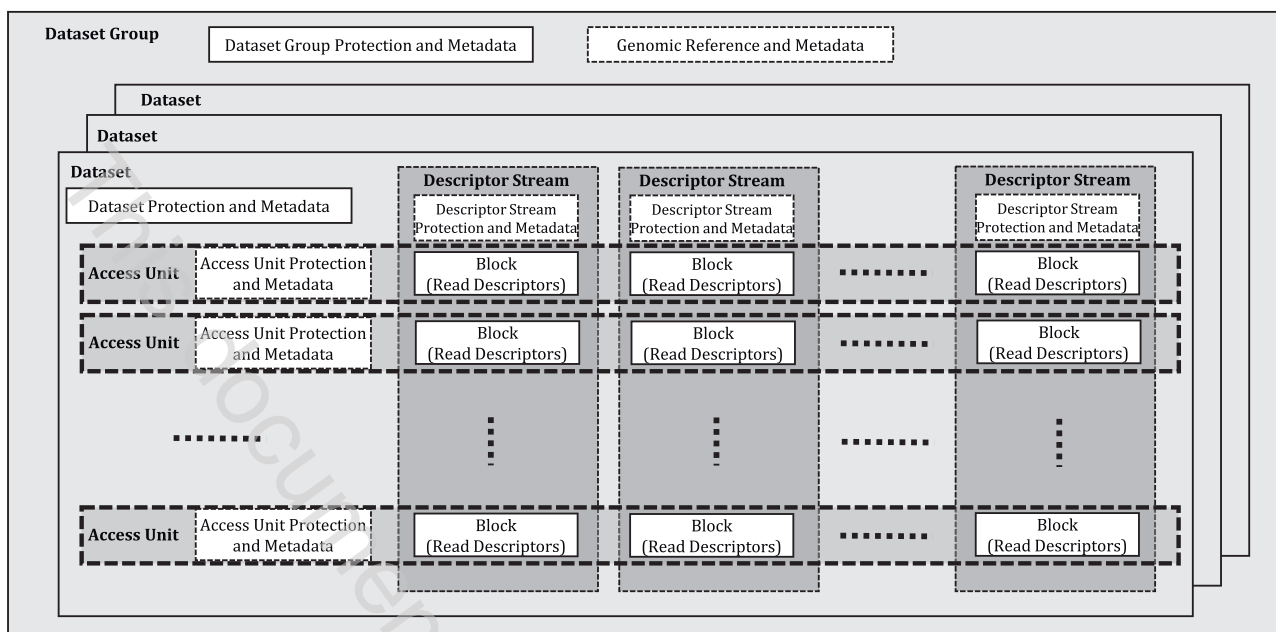 Dataset Group
Dataset Group Protection and Metadata
Genomic Reference and Metadata
Dataset
Dataset
Dataset
Dataset Protection and Metadata
Descriptor Stream
Descriptor Stream
Descriptor Stream
Descriptor Stream
Protection and Metadata
Descriptor Stream
Protection and Metadata
Descriptor Stream
Protection and Metadata
Access Unit
Access Unit Protection
and Metadata
Block
(Read Descriptors)
Block
(Read Descriptors)
Block
(Read Descriptors)
Access Unit
Access Unit Protection
and Metadata
Block
(Read Descriptors)
Block
(Read Descriptors)
Block
(Read Descriptors)
Access Unit
Access Unit Protection
and Metadata
Block
(Read Descriptors)
Block
(Read Descriptors)
Block
(Read Descriptors)
This